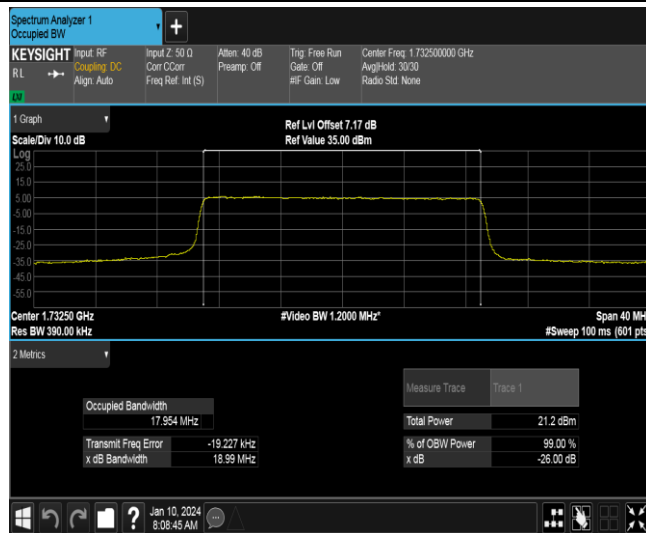 Spectrum Analyzer 1
Occupied BW
+
KEYSIGHT
RL
LXI
Input: RF
Coupling: DC
Align: Auto
Input Z: 50 Ω
Corr CCorr
Freq Ref: Int (S)
Atten: 40 dB
Preamp: Off
Trig: Free Run
Gate: Off
#IF Gain: Low
Center Freq: 1.732500000 GHz
Avg|Hold: 30/30
Radio Std: None
1 Graph
Scale/Div 10.0 dB
Ref Lvl Offset 7.17 dB
Ref Value 35.00 dBm
Log
25.0
15.0
5.00
-5.00
-15.0
-25.0
-35.0
-45.0
-55.0
Center 1.73250 GHz
#Video BW 1.2000 MHz*
Span 40 MH
Res BW 390.00 kHz
#Sweep 100 ms (601 pts
2 Metrics
Measure Trace
Trace 1
Occupied Bandwidth
17.954 MHz
Total Power
21.2 dBm
Transmit Freq Error
-19.227 kHz
% of OBW Power
99.00 %
x dB Bandwidth
18.99 MHz
x dB
-26.00 dB
?
Jan 10, 2024
8:08:45 AM